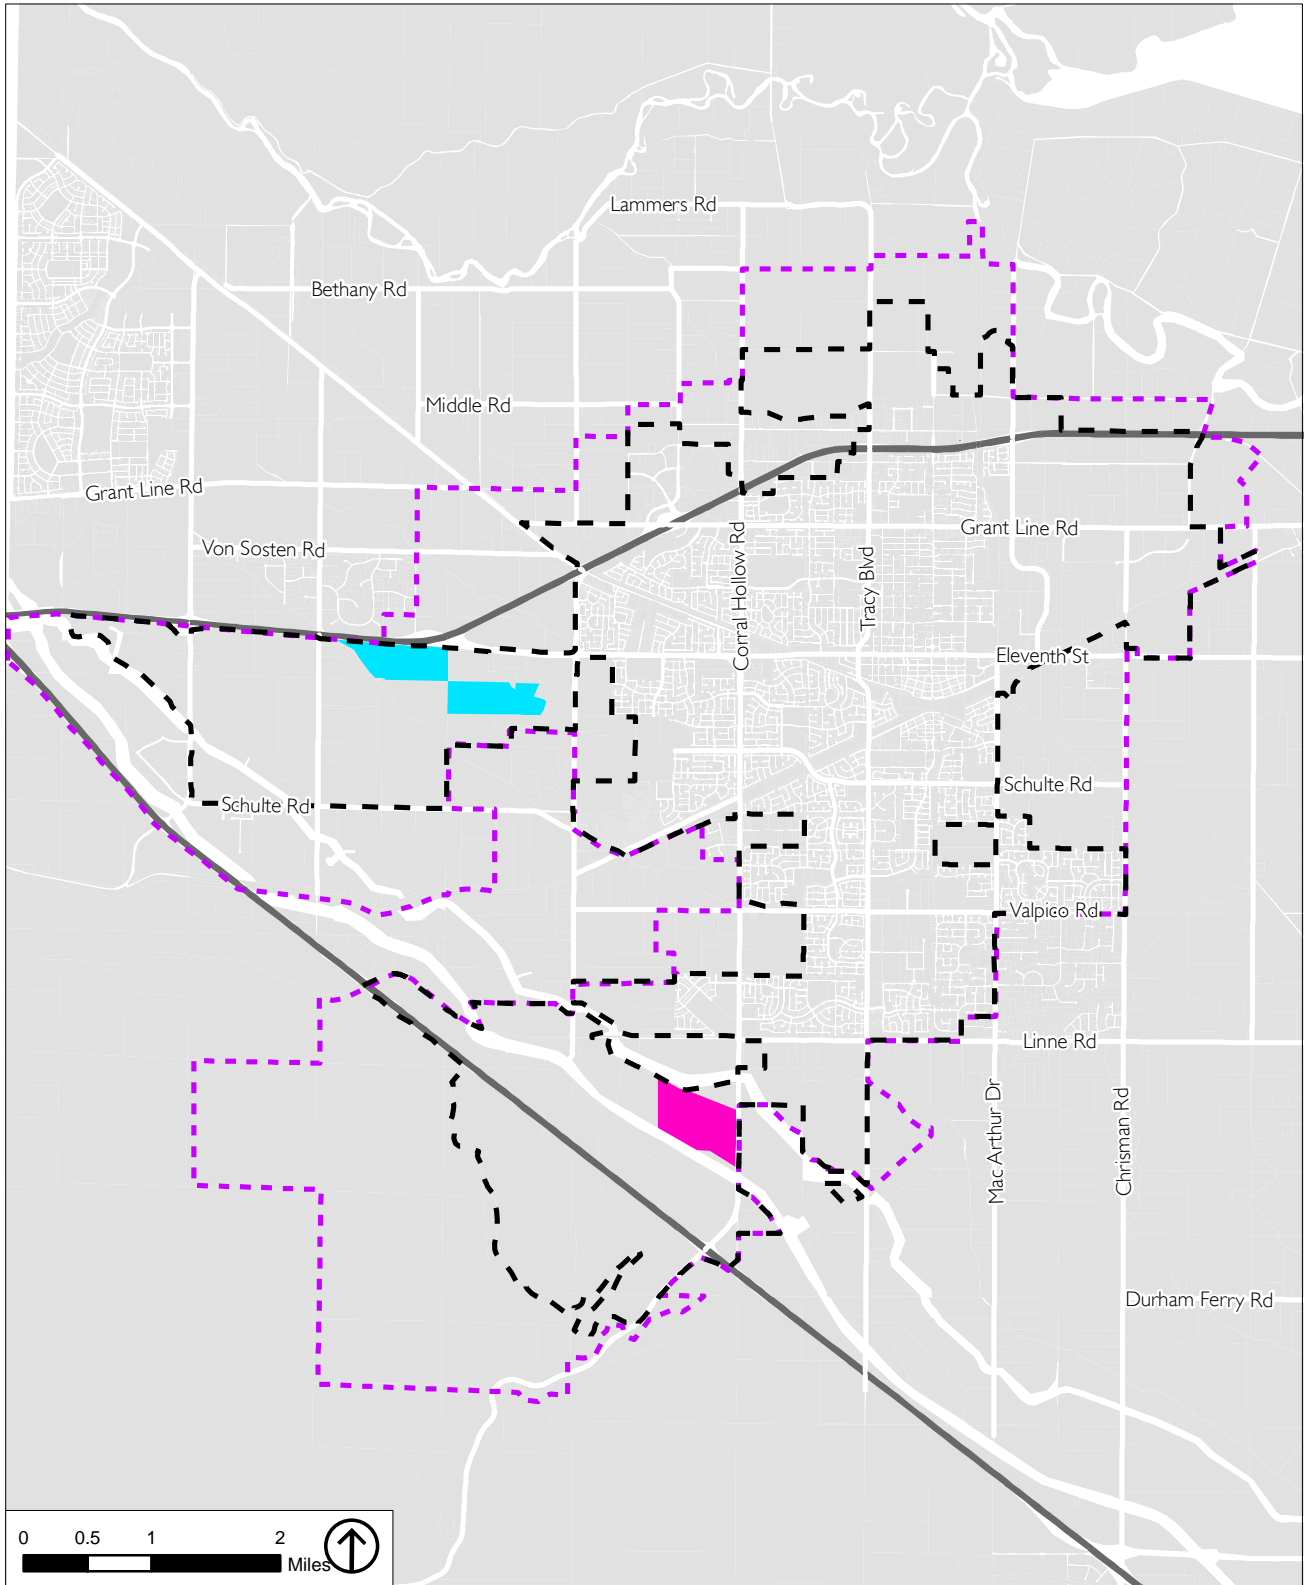 Lammers Rd
Bethany Rd
Middle Rd
Grant Line Rd
Von Sosten Rd
Corral Hollow Rd
Tracy Blvd
Grant Line Rd
Eleventh St
Schulte Rd
Schulte Rd
Valpico Rd
Linne Rd
Mac Arthur Dr
Chrisman Rd
Durham Ferry Rd
0 0.5 1 2
Miles